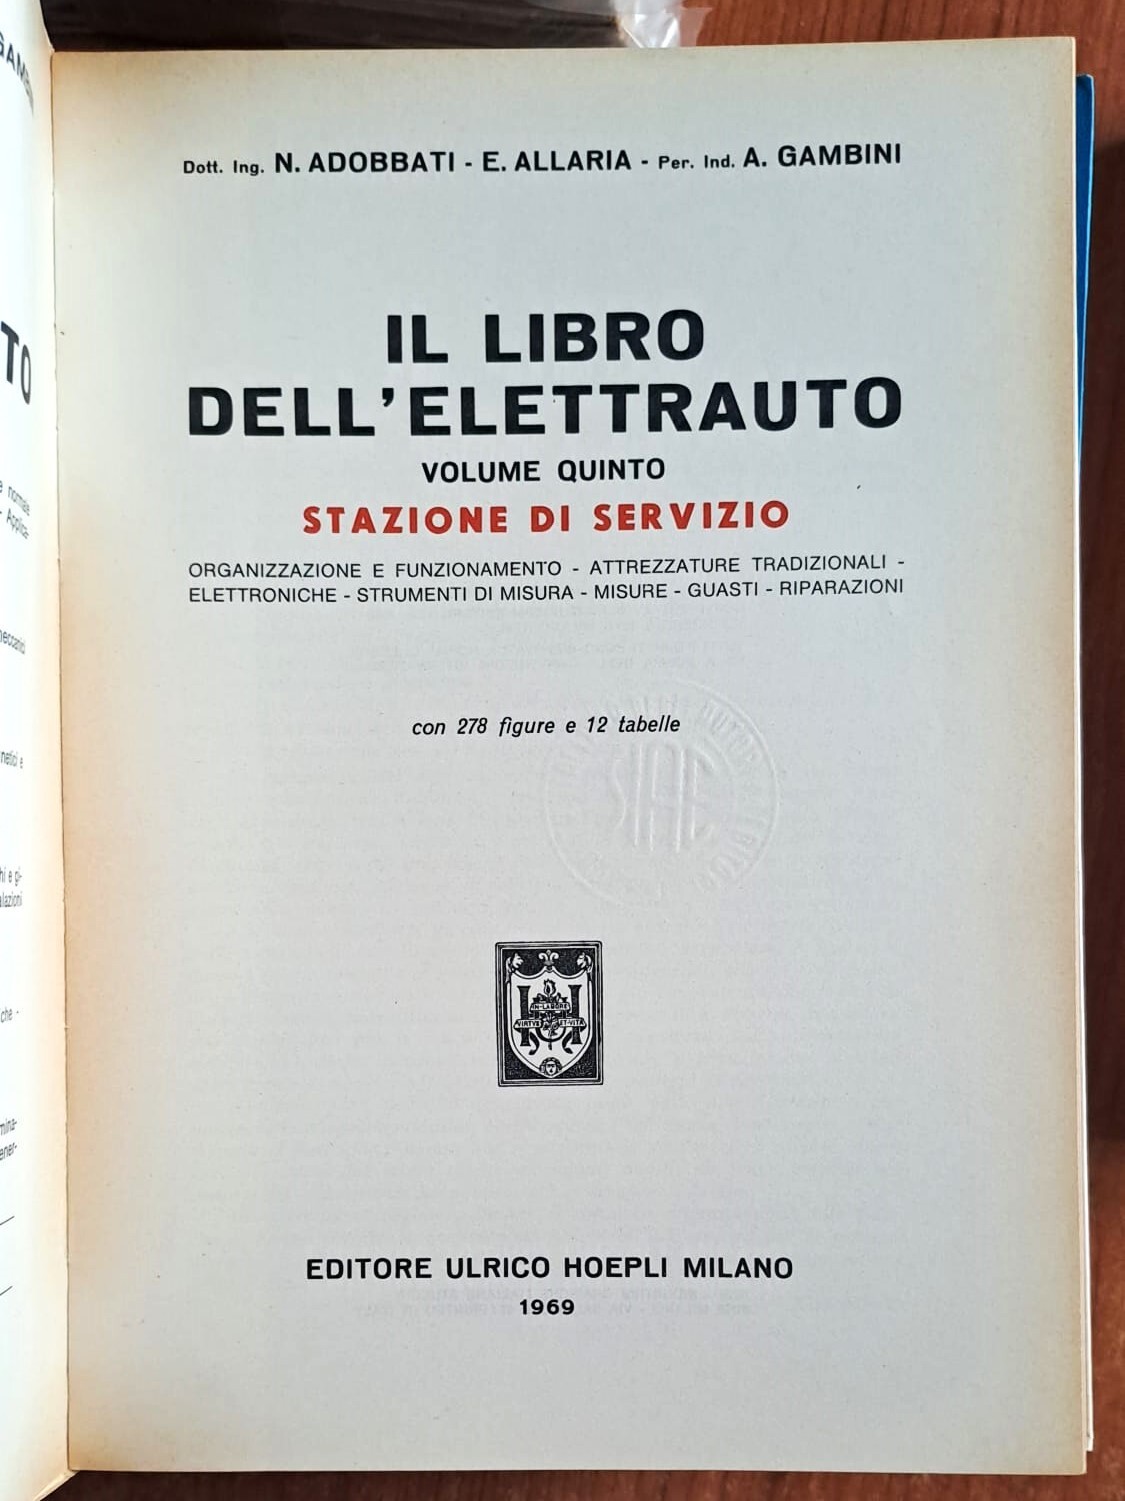 Dott. Ing. N. ADOBBATI - E. ALLARIA - Per. Ind. A. GAMBINI
IL LIBRO
DELL'ELETTRAUTO
VOLUME QUINTO
STAZIONE DI SERVIZIO
ORGANIZZAZIONE E FUNZIONAMENTO - ATTREZZATURE TRADIZIONALI -
ELETTRONICHE - STRUMENTI DI MISURA - MISURE - GUASTI - RIPARAZIONI
con 278 figure e 12 tabelle
SIAE
IN·LABORE
VIRTVS ET·VITA
H
EDITORE ULRICO HOEPLI MILANO
1969